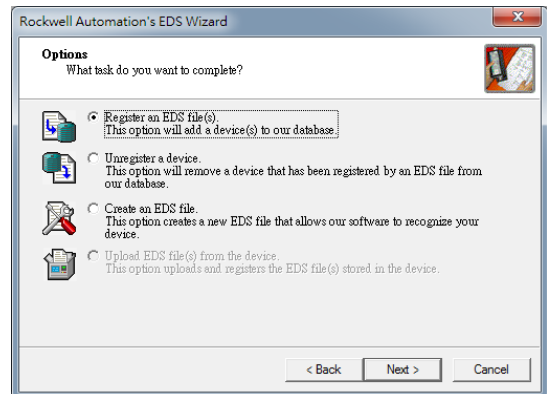 Rockwell Automation's EDS Wizard
Options
What task do you want to complete?
Register an EDS file(s).
This option will add a device(s) to our database.
Unregister a device.
This option will remove a device that has been registered by an EDS file from
our database.
Create an EDS file.
This option creates a new EDS file that allows our software to recognize your
device.
Upload EDS file(s) from the device.
This option uploads and registers the EDS file(s) stored in the device.
< Back
Next >
Cancel